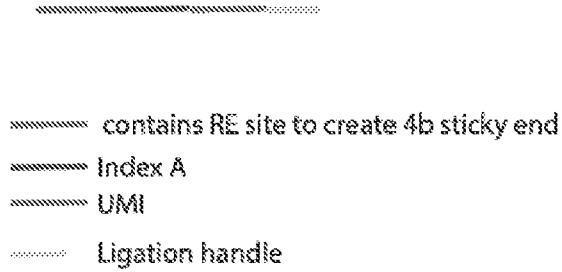 contains RE site to create 4b sticky end
Index A
UMI
Ligation handle